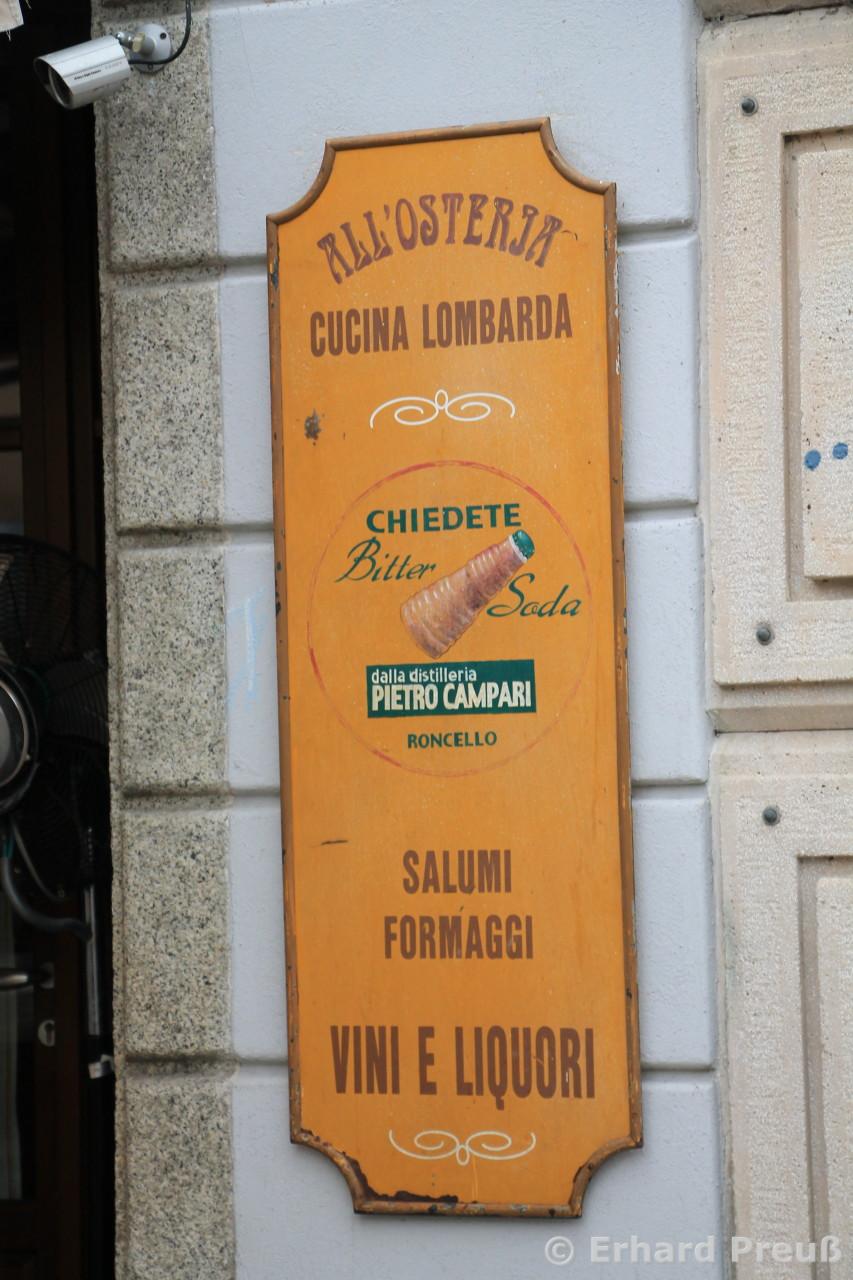 ALL'OSTERIA
CUCINA LOMBARDA
CHIEDETE
Bitter
Soda
dalla distilleria
PIETRO CAMPARI
RONCELLO
SALUMI
FORMAGGI
VINI E LIQUORI
© Erhard Preuß